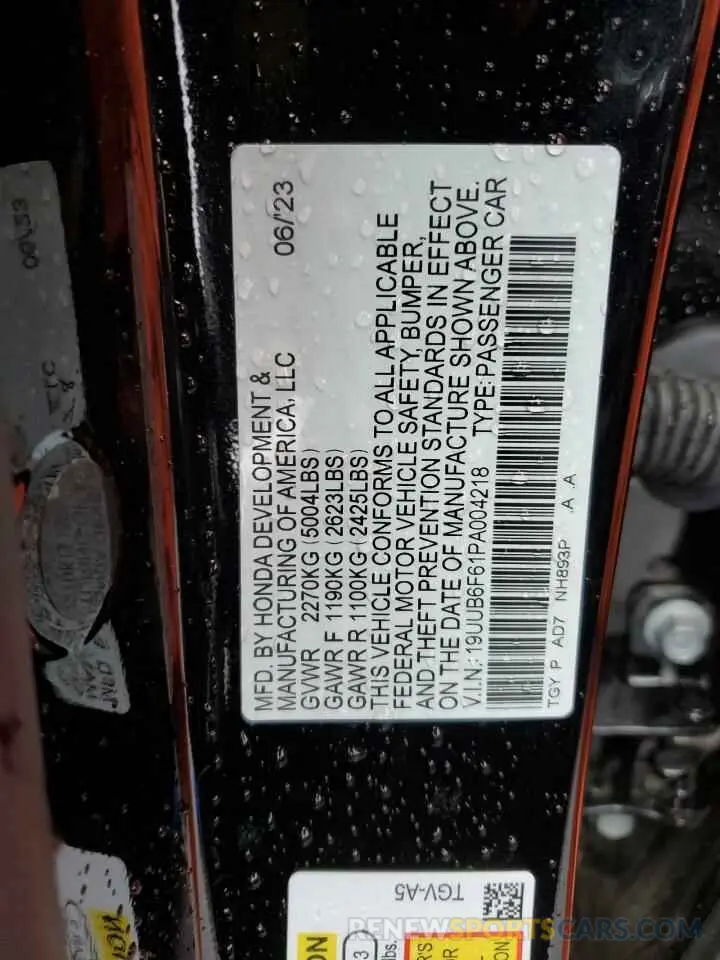 MFD. BY HONDA DEVELOPMENT &
MANUFACTURING OF AMERICA, LLC 06/'23
GVWR 2270KG (5004LBS)
GAWR F 1190KG (2623LBS)
GAWR R 1100KG (2425LBS)
THIS VEHICLE CONFORMS TO ALL APPLICABLE
FEDERAL MOTOR VEHICLE SAFETY, BUMPER,
AND THEFT PREVENTION STANDARDS IN EFFECT
ON THE DATE OF MANUFACTURE SHOWN ABOVE.
V.I.N.: 19UUB6F61PA004218 TYPE: PASSENGER CAR
TGY P AD7 NH893P .A .A
TGV-A5
3
lbs.
RENEWSPORTSCARS.COM